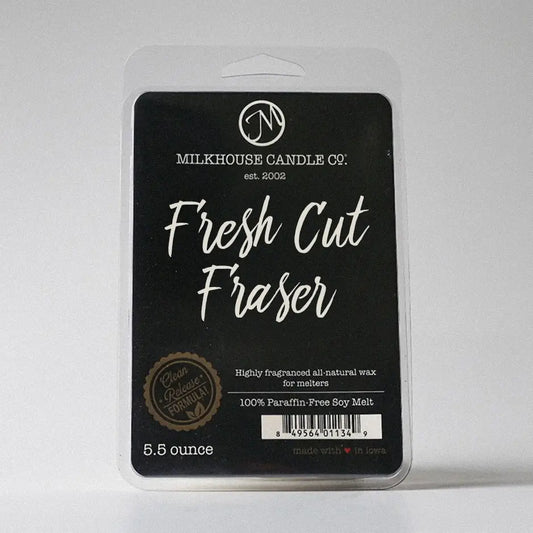 M
MILKHOUSE CANDLE CO.
est. 2002
Fresh Cut
Fraser
Highly fragranced all-natural wax
for melters
100% Paraffin-Free Soy Melt
Clean
Release
FORMULA!
8 49564 01134 9
5.5 ounce
made with ♥ in iowa